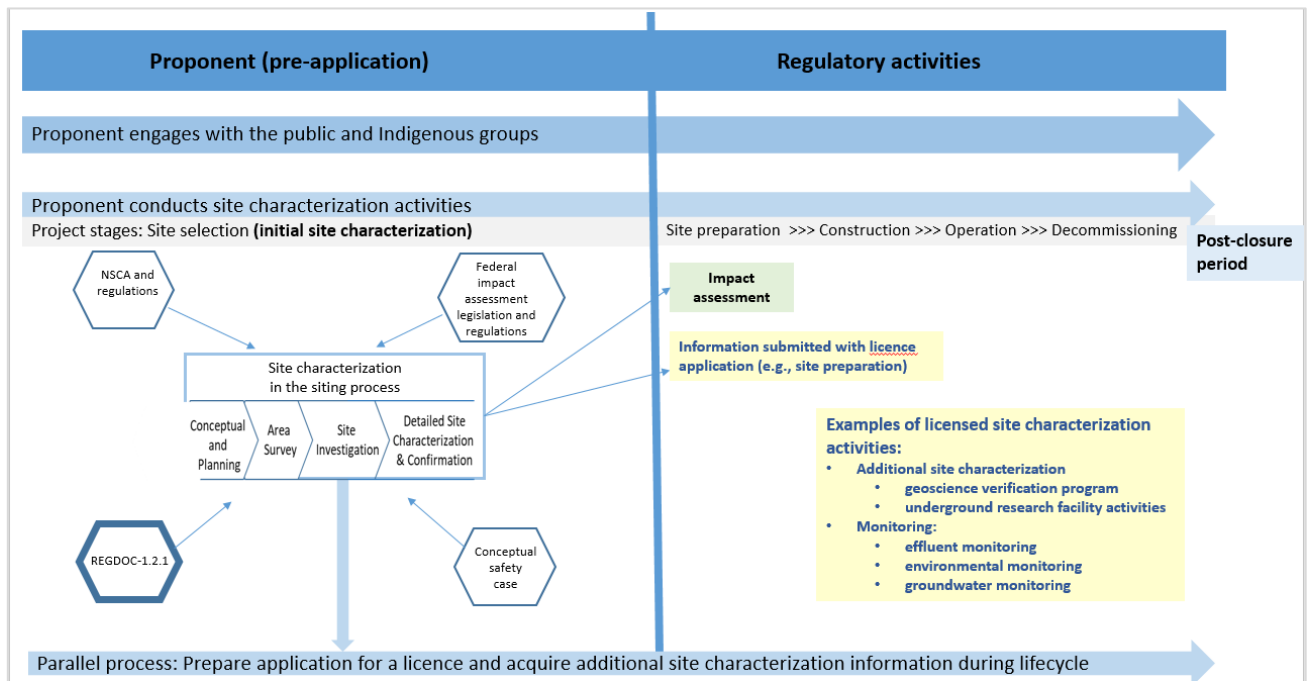 Proponent (pre-application)
Regulatory activities
Proponent engages with the public and Indigenous groups
Proponent conducts site characterization activities
Project stages: Site selection (initial site characterization)
Site preparation >>> Construction >>> Operation >>> Decommissioning
Post-closure
period
NSCA and
regulations
Federal
impact
assessment
legislation and
regulations
Impact
assessment
Information submitted with licence
application (e.g., site preparation)
Site characterization
in the siting process
Conceptual
and
Planning
Area
Survey
Site
Investigation
Detailed Site
Characterization
& Confirmation
Examples of licensed site characterization
activities:
• Additional site characterization
• geoscience verification program
• underground research facility activities
• Monitoring:
• effluent monitoring
• environmental monitoring
• groundwater monitoring
REGDOC-1.2.1
Conceptual
safety
case
Parallel process: Prepare application for a licence and acquire additional site characterization information during lifecycle